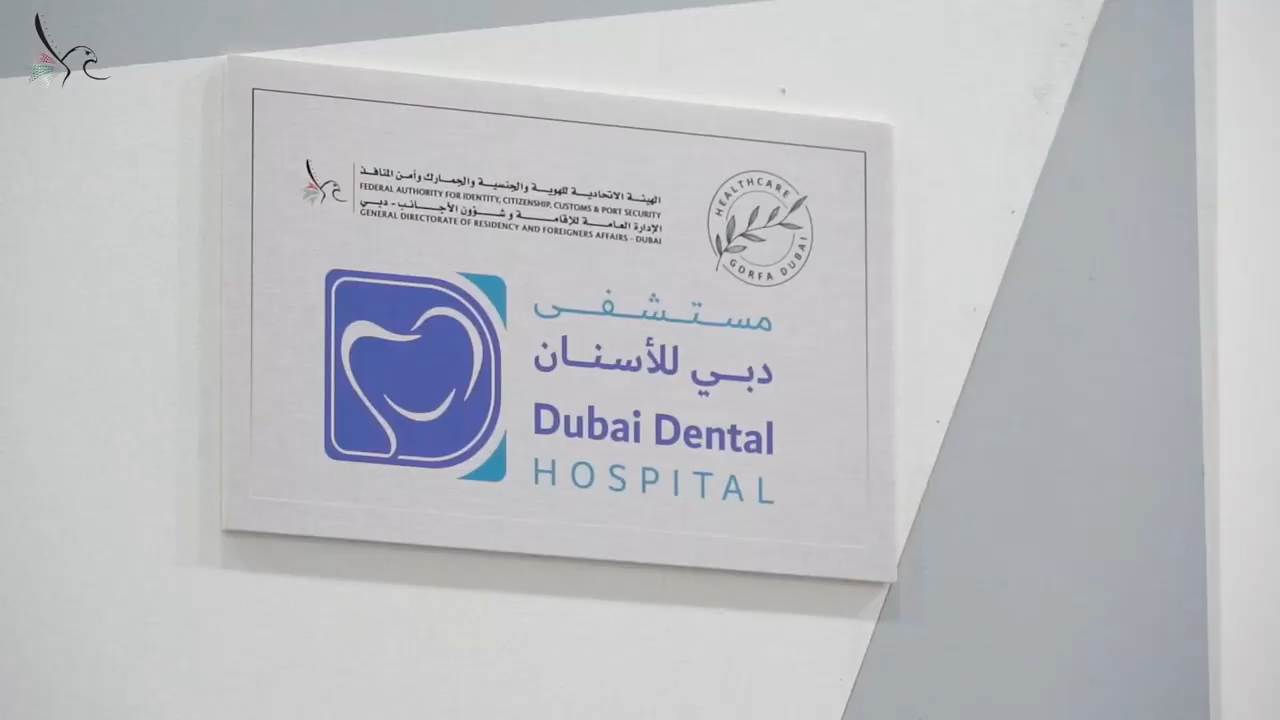 الهيئة الاتحادية للهوية والجنسية والجمارك وأمن المنافذ
FEDERAL AUTHORITY FOR IDENTITY, CITIZENSHIP, CUSTOMS & PORT SECURITY
الإدارة العامة للإقامة وشؤون الأجانب - دبي
GENERAL DIRECTORATE OF RESIDENCY AND FOREIGNERS AFFAIRS - DUBAI
HEALTHCARE
GDRFA DUBAI
مستشفى
دبي للأسنان
Dubai Dental
HOSPITAL